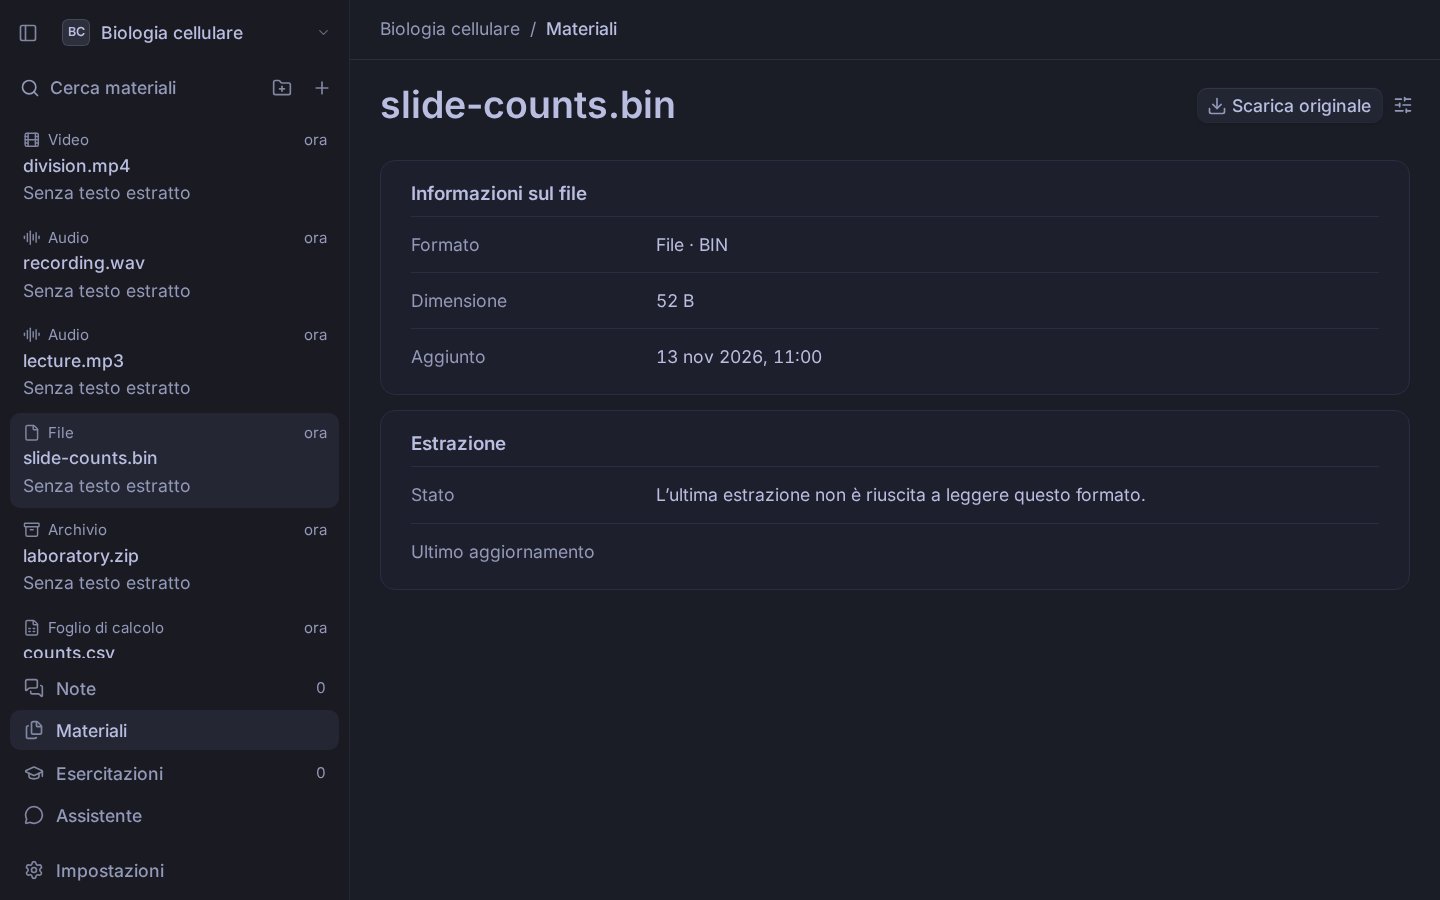 BC Biologia cellulare
Cerca materiali
Video ora
division.mp4
Senza testo estratto
Audio ora
recording.wav
Senza testo estratto
Audio ora
lecture.mp3
Senza testo estratto
File ora
slide-counts.bin
Senza testo estratto
Archivio ora
laboratory.zip
Senza testo estratto
Foglio di calcolo ora
counts.csv
Note 0
Materiali
Esercitazioni 0
Assistente
Impostazioni
Biologia cellulare / Materiali
slide-counts.bin
Scarica originale
Informazioni sul file
Formato File · BIN
Dimensione 52 B
Aggiunto 13 nov 2026, 11:00
Estrazione
Stato L’ultima estrazione non è riuscita a leggere questo formato.
Ultimo aggiornamento